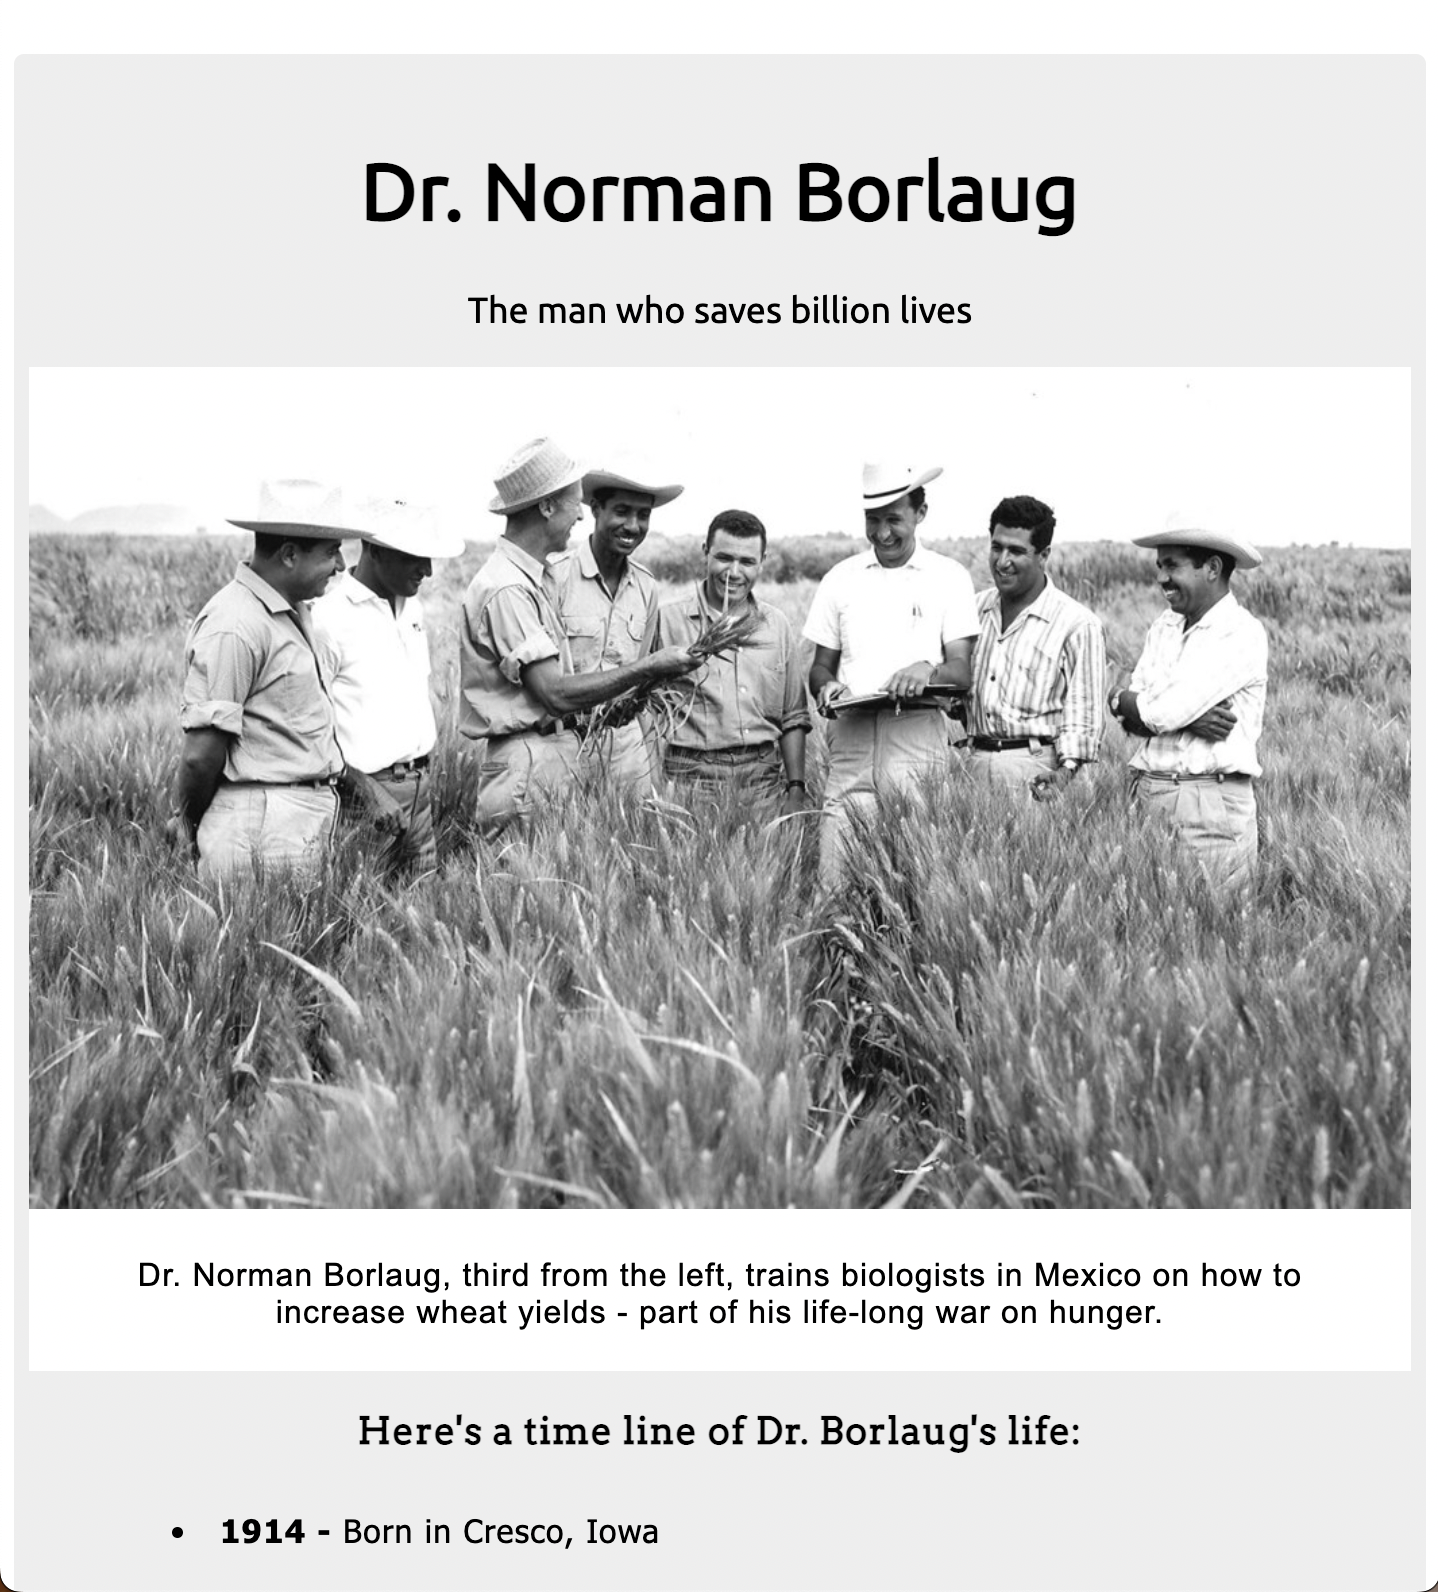 Dr. Norman Borlaug
The man who saves billion lives
Dr. Norman Borlaug, third from the left, trains biologists in Mexico on how to
increase wheat yields - part of his life-long war on hunger.
Here's a time line of Dr. Borlaug's life:
• 1914 - Born in Cresco, Iowa